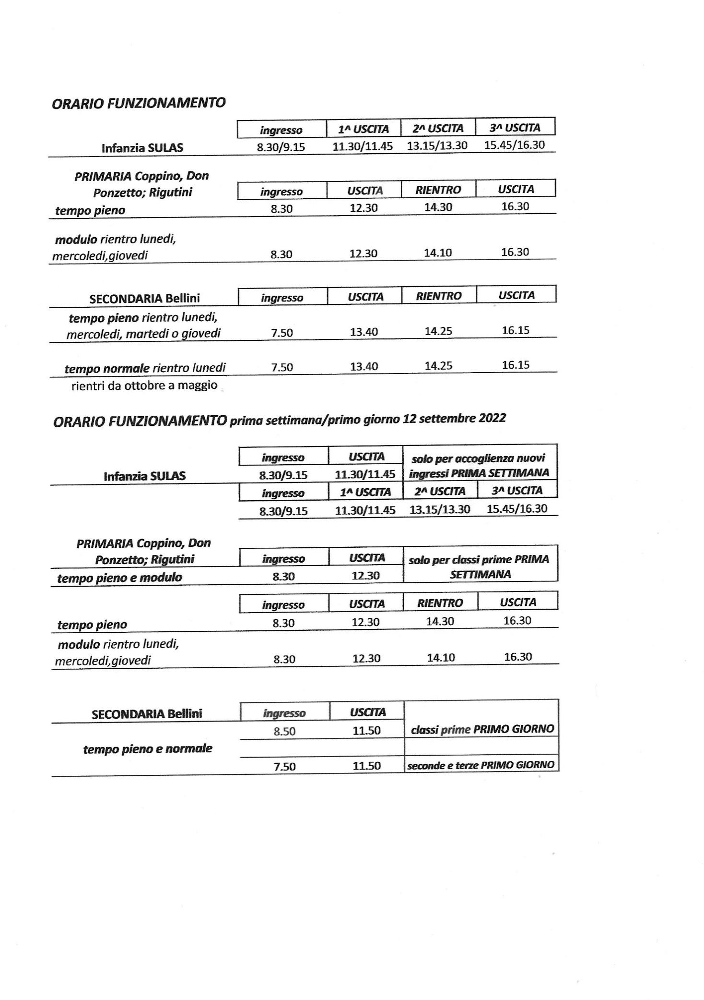 ORARIO FUNZIONAMENTO
ingresso 1^ USCITA 2^ USCITA 3^ USCITA
Infanzia SULAS 8.30/9.15 11.30/11.45 13.15/13.30 15.45/16.30
PRIMARIA Coppino, Don
Ponzetto; Rigutini ingresso USCITA RIENTRO USCITA
tempo pieno 8.30 12.30 14.30 16.30
modulo rientro lunedi,
mercoledi,giovedi 8.30 12.30 14.10 16.30
SECONDARIA Bellini ingresso USCITA RIENTRO USCITA
tempo pieno rientro lunedi,
mercoledi, martedi o giovedi 7.50 13.40 14.25 16.15
tempo normale rientro lunedi 7.50 13.40 14.25 16.15
rientri da ottobre a maggio
ORARIO FUNZIONAMENTO prima settimana/primo giorno 12 settembre 2022
ingresso USCITA solo per accoglienza nuovi
Infanzia SULAS 8.30/9.15 11.30/11.45 ingressi PRIMA SETTIMANA
ingresso 1^ USCITA 2^ USCITA 3^ USCITA
8.30/9.15 11.30/11.45 13.15/13.30 15.45/16.30
PRIMARIA Coppino, Don
Ponzetto; Rigutini ingresso USCITA solo per classi prime PRIMA
tempo pieno e modulo 8.30 12.30 SETTIMANA
ingresso USCITA RIENTRO USCITA
tempo pieno 8.30 12.30 14.30 16.30
modulo rientro lunedi,
mercoledi,giovedi 8.30 12.30 14.10 16.30
SECONDARIA Bellini ingresso USCITA
8.50 11.50 classi prime PRIMO GIORNO
tempo pieno e normale
7.50 11.50 seconde e terze PRIMO GIORNO